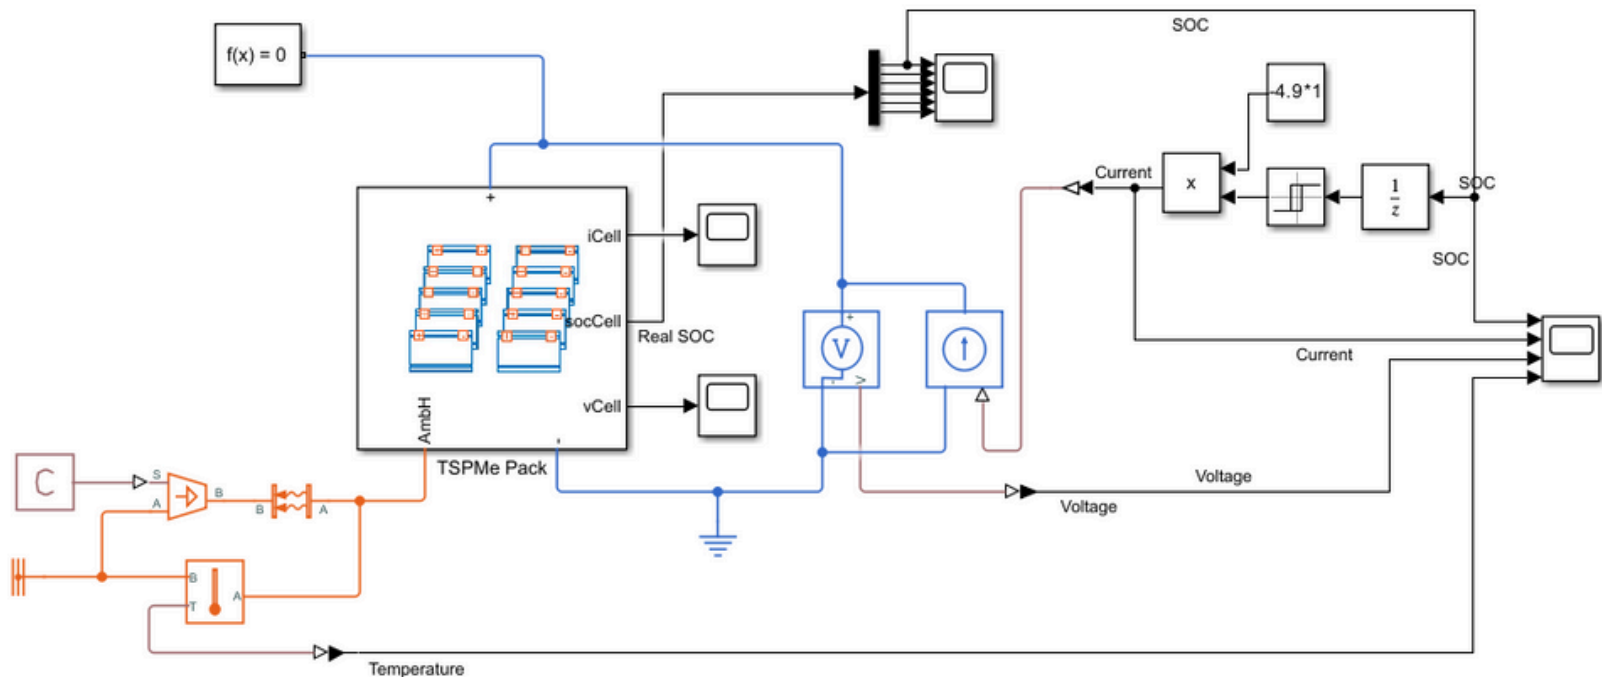 SOC
f(x) = 0
-4.9*1
Current
x
1
z
SOC
+
iCell
SOC
socCell
Real SOC
+
V
-
V
Current
vCell
AmbH
-
TSPMe Pack
C
S
A
B
B
A
Voltage
Voltage
B
T
A
Temperature